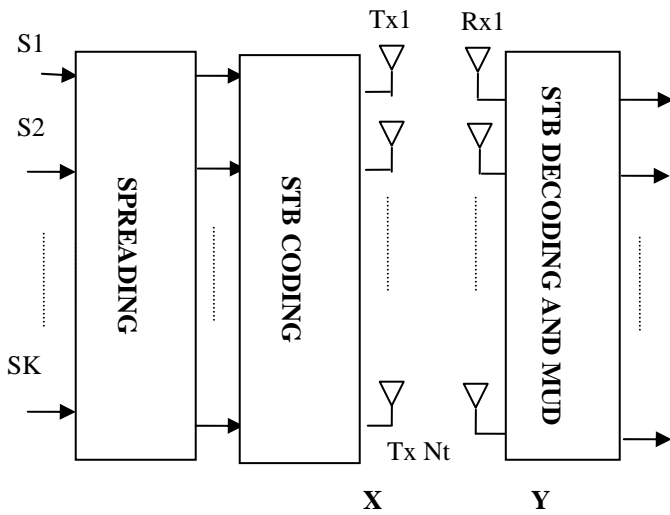 Tx1
Rx1
S1
S2
SK
SPREADING
STB CODING
STB DECODING AND MUD
Tx Nt
X
Y